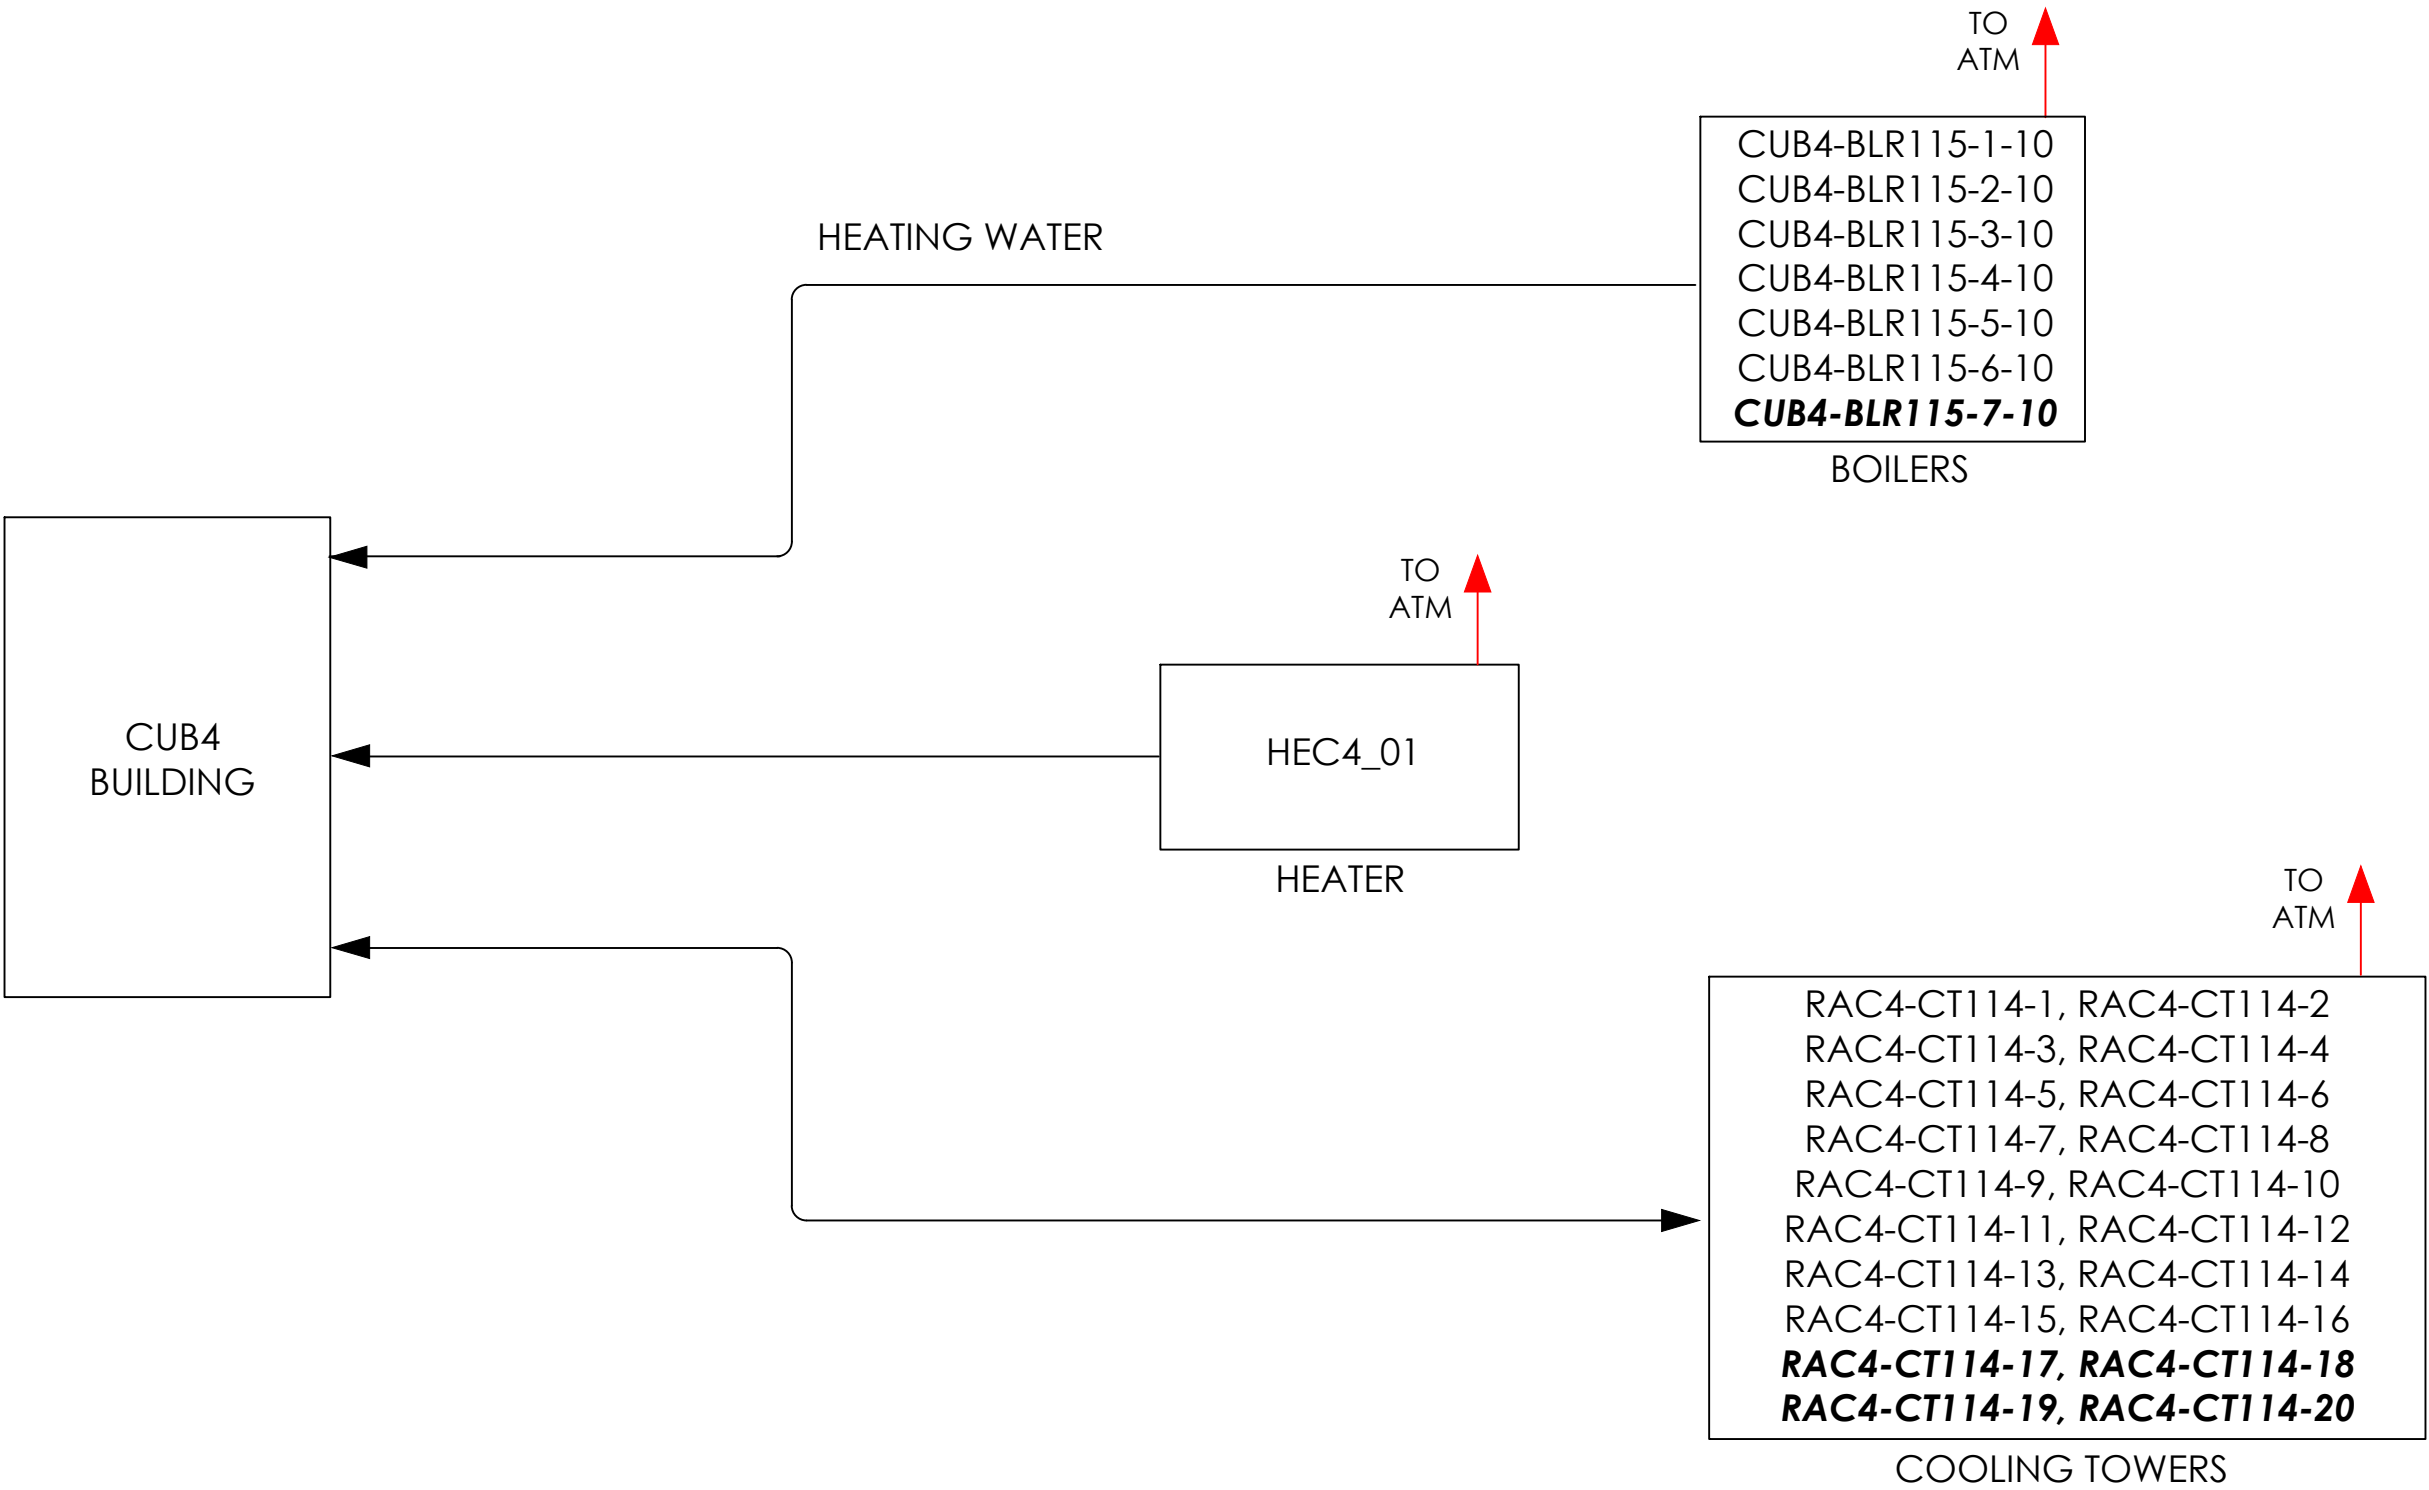 TO
ATM
CUB4-BLR115-1-10
CUB4-BLR115-2-10
CUB4-BLR115-3-10
CUB4-BLR115-4-10
CUB4-BLR115-5-10
CUB4-BLR115-6-10
CUB4-BLR115-7-10
BOILERS
HEATING WATER
CUB4
BUILDING
TO
ATM
HEC4_01
HEATER
TO
ATM
RAC4-CT114-1, RAC4-CT114-2
RAC4-CT114-3, RAC4-CT114-4
RAC4-CT114-5, RAC4-CT114-6
RAC4-CT114-7, RAC4-CT114-8
RAC4-CT114-9, RAC4-CT114-10
RAC4-CT114-11, RAC4-CT114-12
RAC4-CT114-13, RAC4-CT114-14
RAC4-CT114-15, RAC4-CT114-16
RAC4-CT114-17, RAC4-CT114-18
RAC4-CT114-19, RAC4-CT114-20
COOLING TOWERS